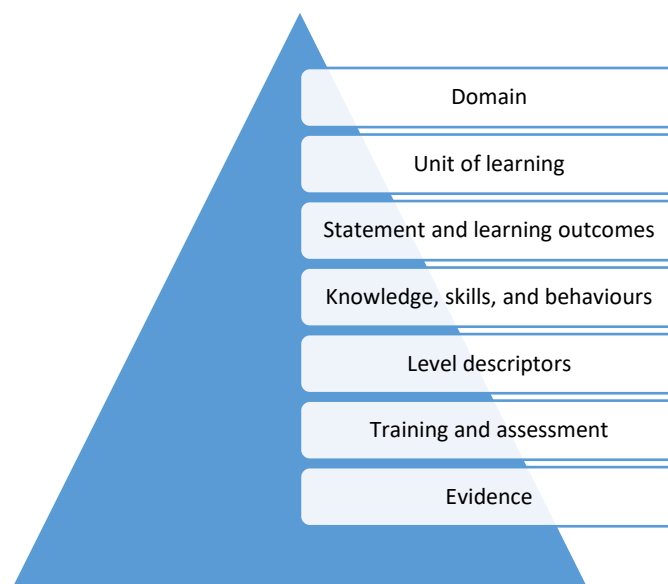 Domain
Unit of learning
Statement and learning outcomes
Knowledge, skills, and behaviours
Level descriptors
Training and assessment
Evidence